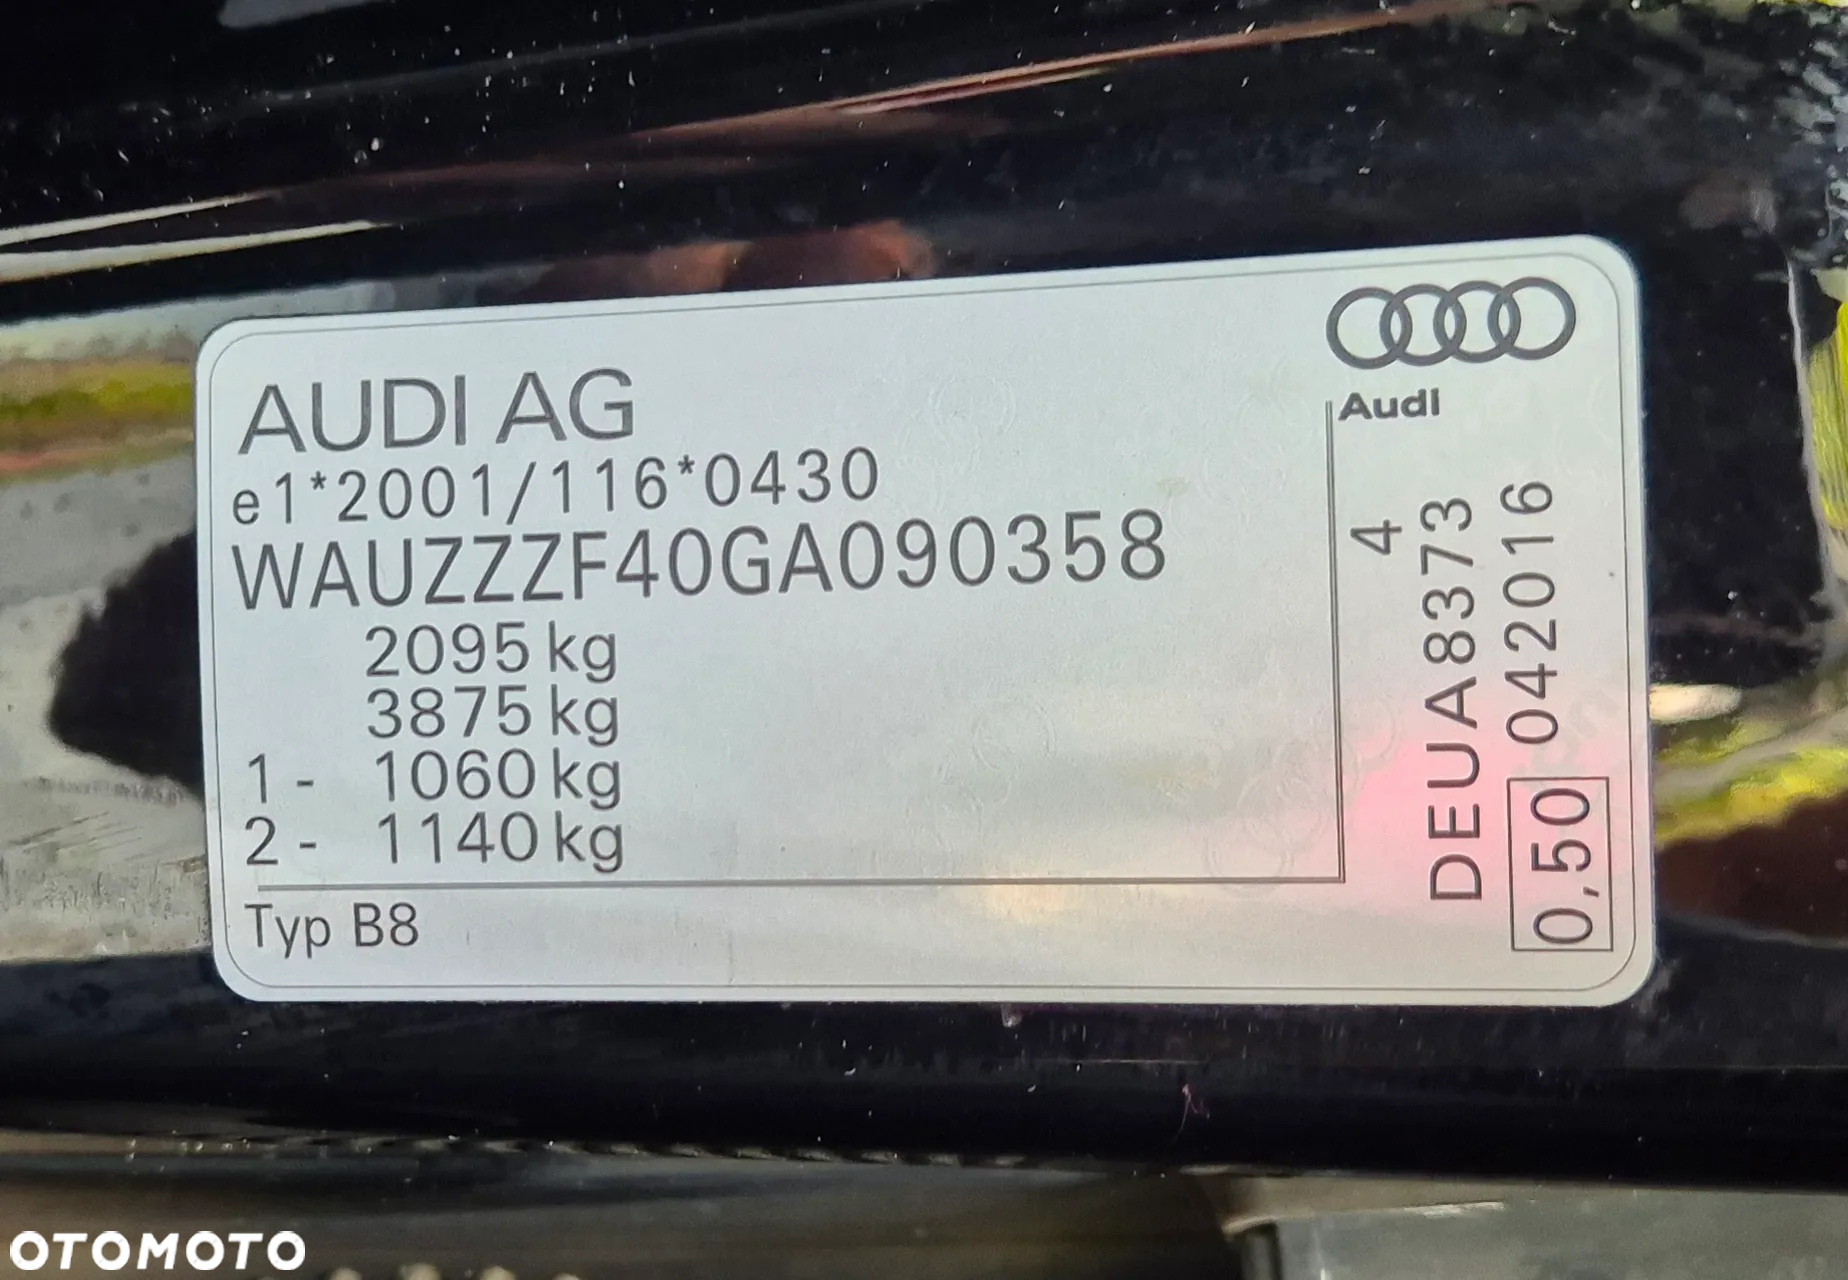 AUDI AG
e1*2001/116*0430
WAUZZZF40GA090358
2095 kg
3875 kg
1 - 1060 kg
2 - 1140 kg
Typ B8
Audi
4
DEUA8373
0,50 042016
OTOMOTO